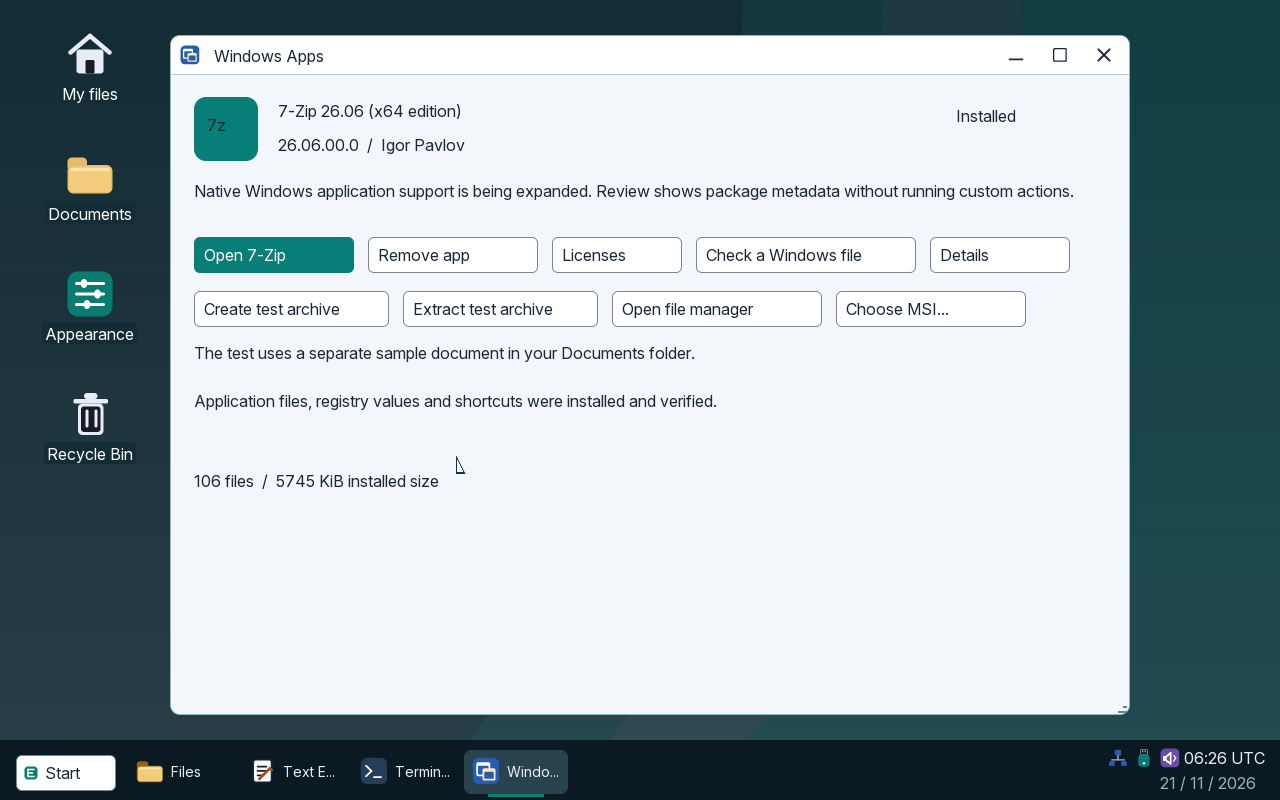 My files
Documents
Appearance
Recycle Bin
Windows Apps
7z
7-Zip 26.06 (x64 edition)
26.06.00.0 / Igor Pavlov
Installed
Native Windows application support is being expanded. Review shows package metadata without running custom actions.
Open 7-Zip
Remove app
Licenses
Check a Windows file
Details
Create test archive
Extract test archive
Open file manager
Choose MSI...
The test uses a separate sample document in your Documents folder.
Application files, registry values and shortcuts were installed and verified.
106 files / 5745 KiB installed size
Start
Files
Text E...
Termin...
Windo...
06:26 UTC
21 / 11 / 2026